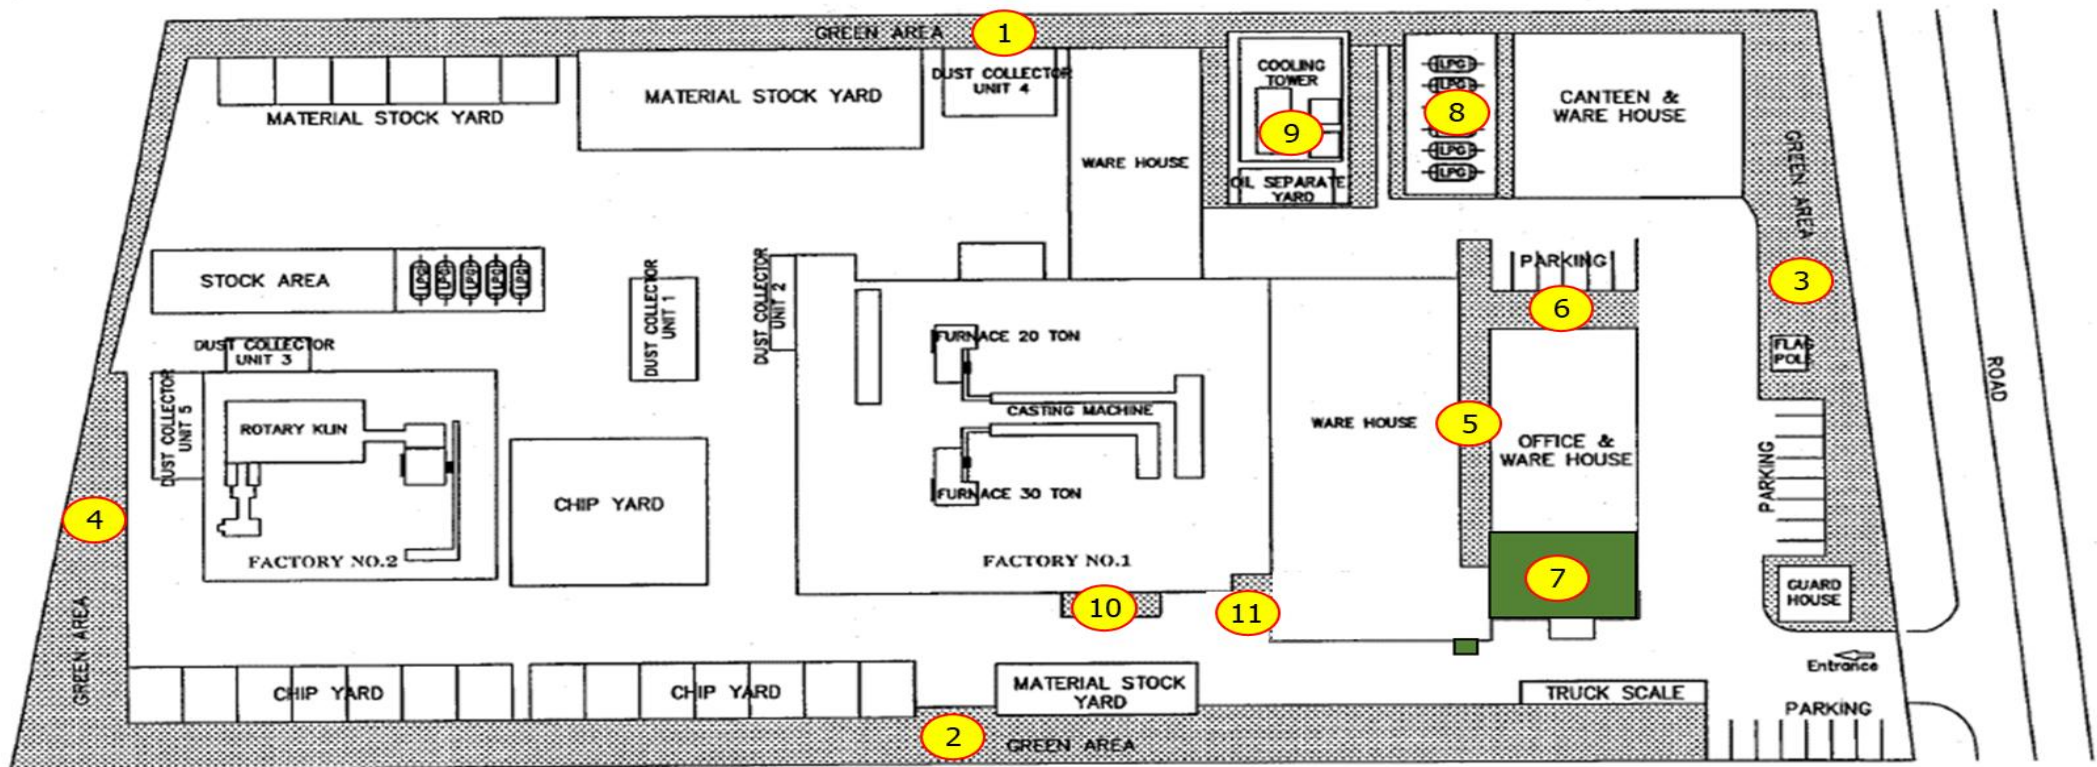 GREEN AREA
1
MATERIAL STOCK YARD
MATERIAL STOCK YARD
DUST COLLECTOR
UNIT 4
WARE HOUSE
COOLING
TOWER
9
OIL SEPARATE
YARD
LPG
LPG
8
LPG
LPG
CANTEEN &
WARE HOUSE
GREEN AREA
3
FLAG
POLE
ROAD
STOCK AREA
LPG
LPG
LPG
LPG
LPG
DUST COLLECTOR
UNIT 1
DUST COLLECTOR
UNIT 2
PARKING
6
DUST COLLECTOR
UNIT 3
DUST COLLECTOR
UNIT 5
ROTARY KLIN
FACTORY NO.2
CHIP YARD
FURNACE 20 TON
CASTING MACHINE
FURNACE 30 TON
FACTORY NO.1
WARE HOUSE
5
OFFICE &
WARE HOUSE
7
PARKING
GUARD
HOUSE
4
GREEN AREA
10
11
CHIP YARD
CHIP YARD
MATERIAL STOCK
YARD
TRUCK SCALE
Entrance
PARKING
2
GREEN AREA